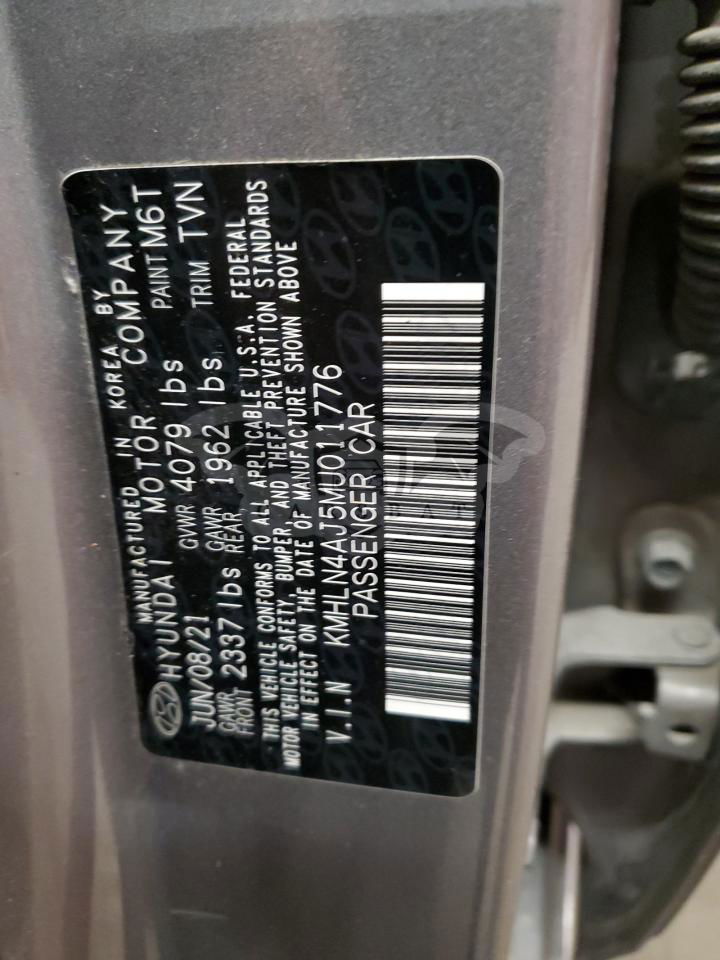 MANUFACTURED IN KOREA BY
HYUNDAI MOTOR COMPANY
JUN/08/21 GVWR 4079 lbs PAINT M6T
GAWR FRONT 2337 lbs GAWR REAR 1962 lbs TRIM TVN
THIS VEHICLE CONFORMS TO ALL APPLICABLE U.S.A. FEDERAL
MOTOR VEHICLE SAFETY, BUMPER, AND THEFT PREVENTION STANDARDS
IN EFFECT ON THE DATE OF MANUFACTURE SHOWN ABOVE
V.I.N KMHLN4AJ5MU011776
PASSENGER CAR